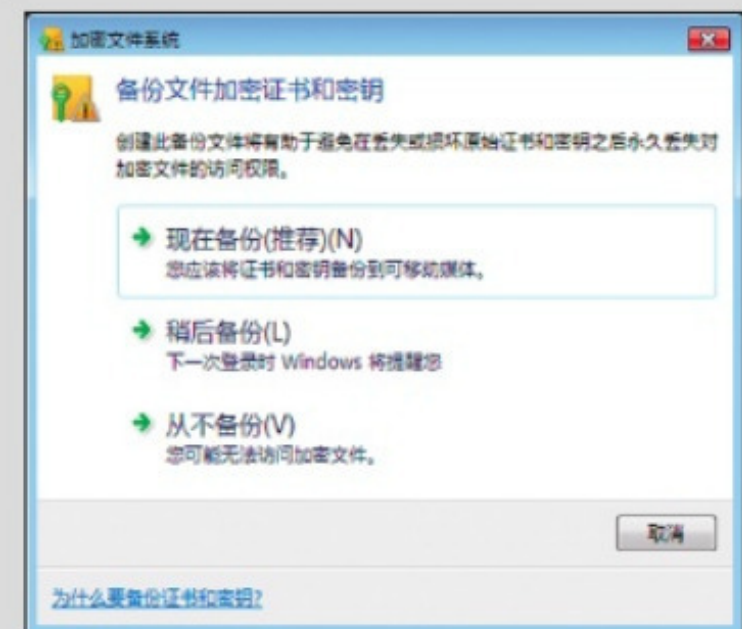 加密文件系统
备份文件加密证书和密钥
创建此备份文件将有助于避免在丢失或损坏原始证书和密钥之后永久丢失对
加密文件的访问权限。
现在备份(推荐)(N)
您应该将证书和密钥备份到可移动媒体。
稍后备份(L)
下一次登录时 Windows 将提醒您
从不备份(V)
您可能无法访问加密文件。
取消
为什么要备份证书和密钥?